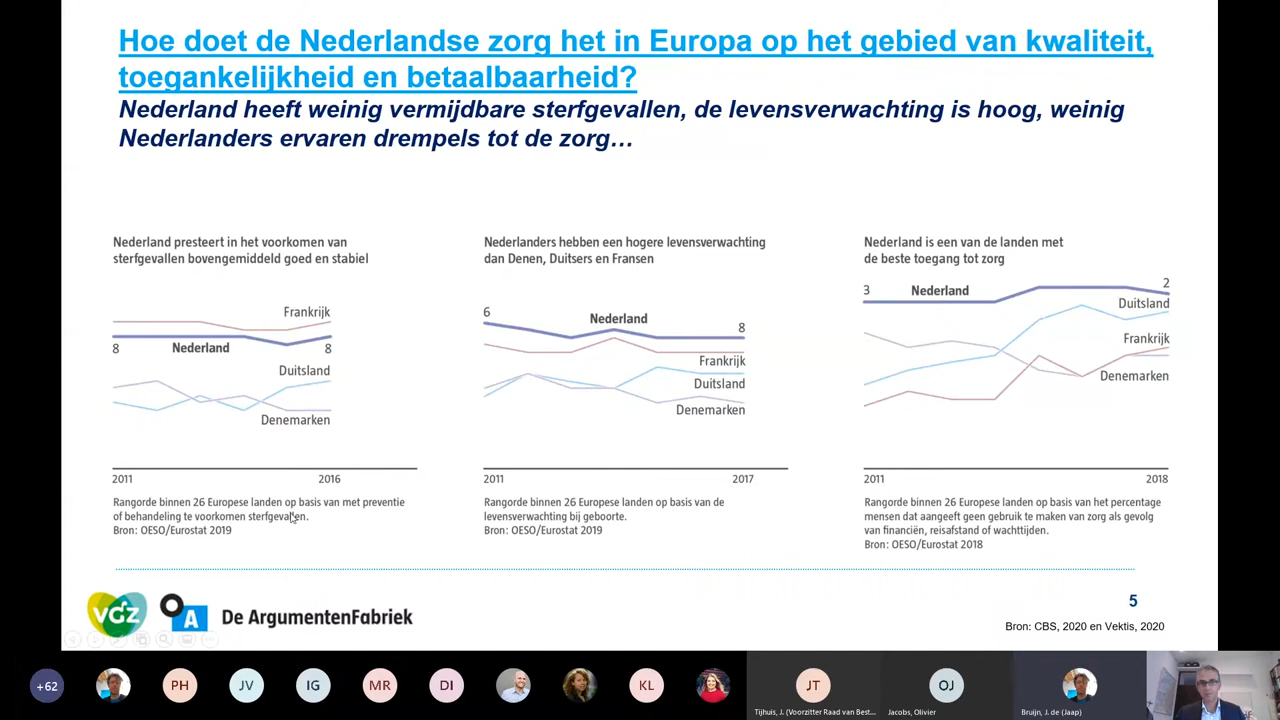 Hoe doet de Nederlandse zorg het in Europa op het gebied van kwaliteit,
toegankelijkheid en betaalbaarheid?
Nederland heeft weinig vermijdbare sterfgevallen, de levensverwachting is hoog, weinig
Nederlanders ervaren drempels tot de zorg…
Nederland presteert in het voorkomen van
sterfgevallen bovengemiddeld goed en stabiel
Frankrijk
8
Nederland
8
Duitsland
Denemarken
2011
2016
Rangorde binnen 26 Europese landen op basis van met preventie
of behandeling te voorkomen sterfgevallen.
Bron: OESO/Eurostat 2019
Nederlanders hebben een hogere levensverwachting
dan Denen, Duitsers en Fransen
6
Nederland
8
Frankrijk
Duitsland
Denemarken
2011
2017
Rangorde binnen 26 Europese landen op basis van de
levensverwachting bij geboorte.
Bron: OESO/Eurostat 2019
Nederland is een van de landen met
de beste toegang tot zorg
3
Nederland
2
Duitsland
Frankrijk
Denemarken
2011
2018
Rangorde binnen 26 Europese landen op basis van het percentage
mensen dat aangeeft geen gebruik te maken van zorg als gevolg
van financiën, reisafstand of wachttijden.
Bron: OESO/Eurostat 2018
VGZ
A
De ArgumentenFabriek
5
Bron: CBS, 2020 en Vektis, 2020
+62
PH
JV
IG
MR
DI
KL
JT
OJ
Tijhuis, J. (Voorzitter Raad van Best...
Jacobs, Olivier
Bruijn, J. de (Jaap)